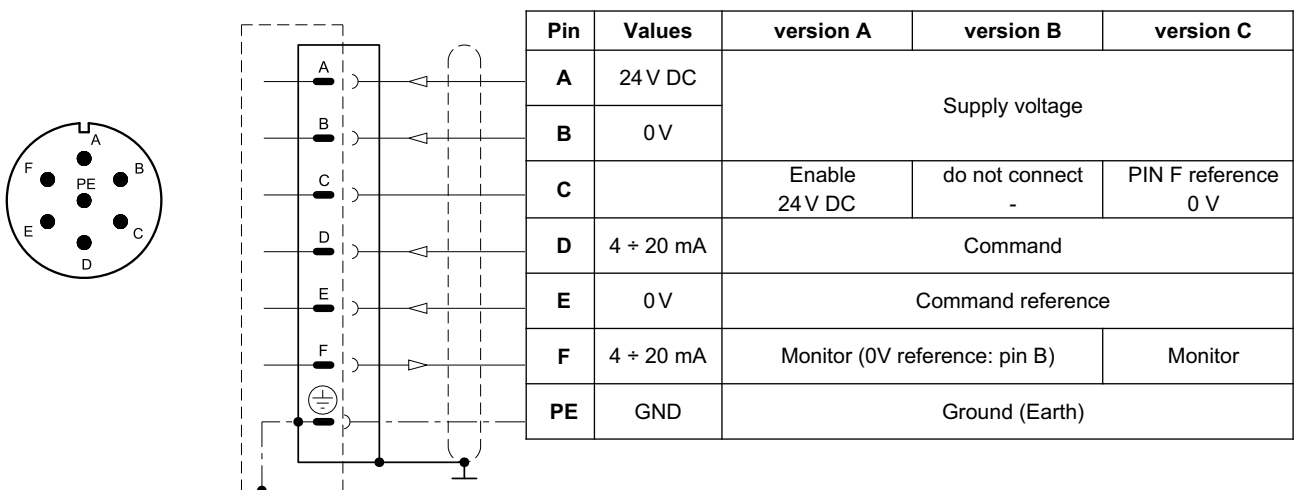 A
F
B
PE
E
C
D
A
B
C
D
E
F
Pin Values version A version B version C
A 24 V DC Supply voltage
B 0 V
C Enable do not connect PIN F reference
24 V DC - 0 V
D 4 ÷ 20 mA Command
E 0 V Command reference
F 4 ÷ 20 mA Monitor (0V reference: pin B) Monitor
PE GND Ground (Earth)